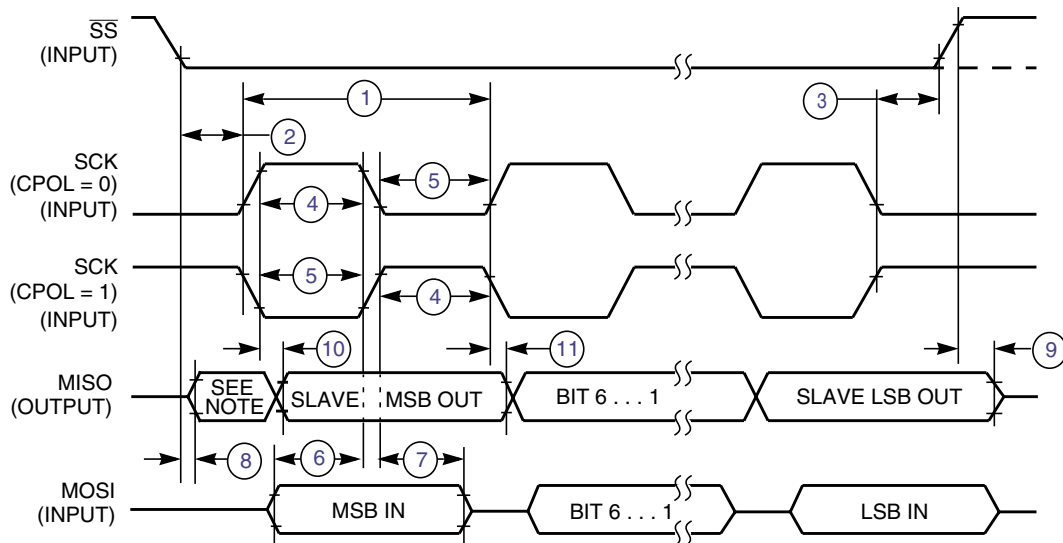 SS
(INPUT)
1
3
2
SCK
(CPOL = 0)
(INPUT)
5
4
SCK
(CPOL = 1)
(INPUT)
5
4
10
11
9
MISO
(OUTPUT)
SEE
NOTE
SLAVE
MSB OUT
BIT 6 . . . 1
SLAVE LSB OUT
8
6
7
MOSI
(INPUT)
MSB IN
BIT 6 . . . 1
LSB IN